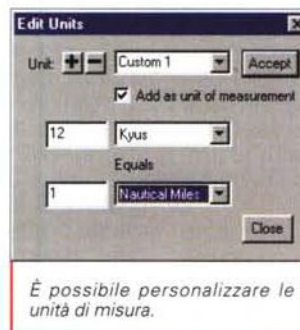 Edit Units
Unit: + − Custom 1 Accept
Add as unit of measurement
12 Kyus
Equals
1 Nautical Miles
Close
È possibile personalizzare le
unità di misura.